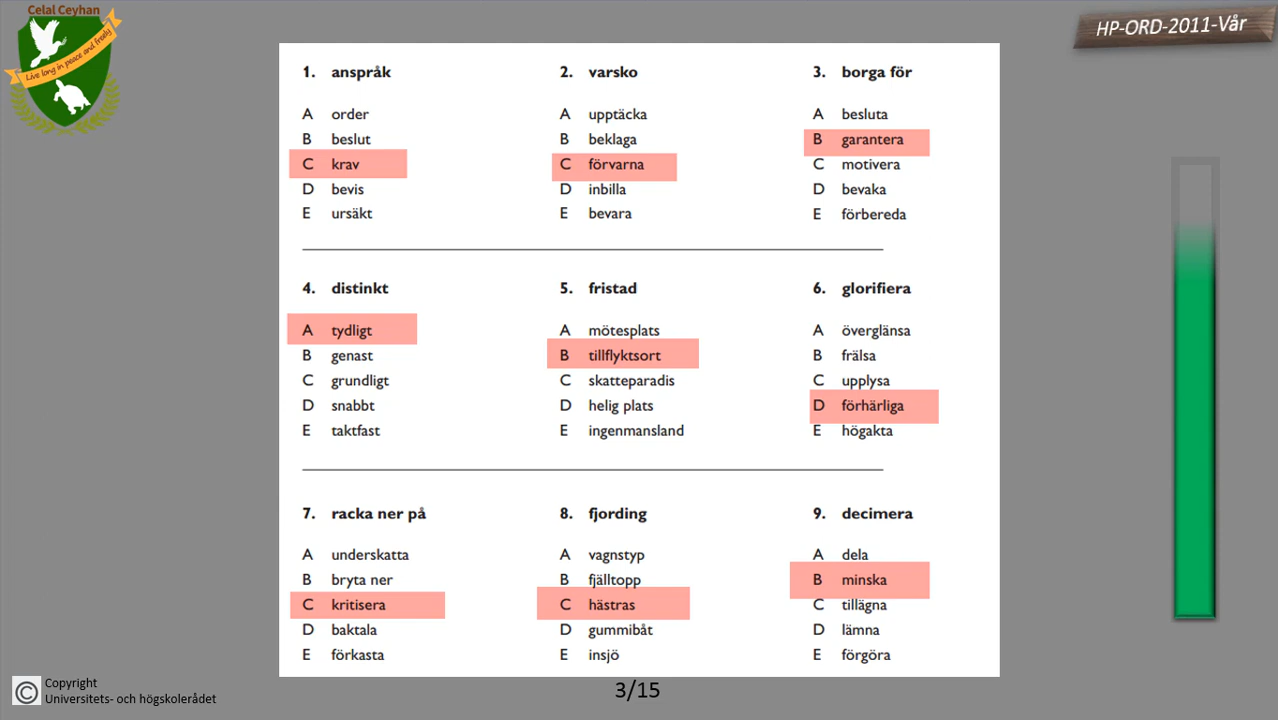 Celal Ceyhan
Live long in peace and freely
HP-ORD-2011-Vår
1. anspråk
A order
B beslut
C krav
D bevis
E ursäkt
2. varsko
A upptäcka
B beklaga
C förvarna
D inbilla
E bevara
3. borga för
A besluta
B garantera
C motivera
D bevaka
E förbereda
4. distinkt
A tydligt
B genast
C grundligt
D snabbt
E taktfast
5. fristad
A mötesplats
B tillflyktsort
C skatteparadis
D helig plats
E ingenmansland
6. glorifiera
A överglänsa
B frälsa
C upplysa
D förhärliga
E högakta
7. racka ner på
A underskatta
B bryta ner
C kritisera
D baktala
E förkasta
8. fjording
A vagnstyp
B fjälltopp
C hästras
D gummibåt
E insjö
9. decimera
A dela
B minska
C tillägna
D lämna
E förgöra
© Copyright
Universitets- och högskolerådet
3/15